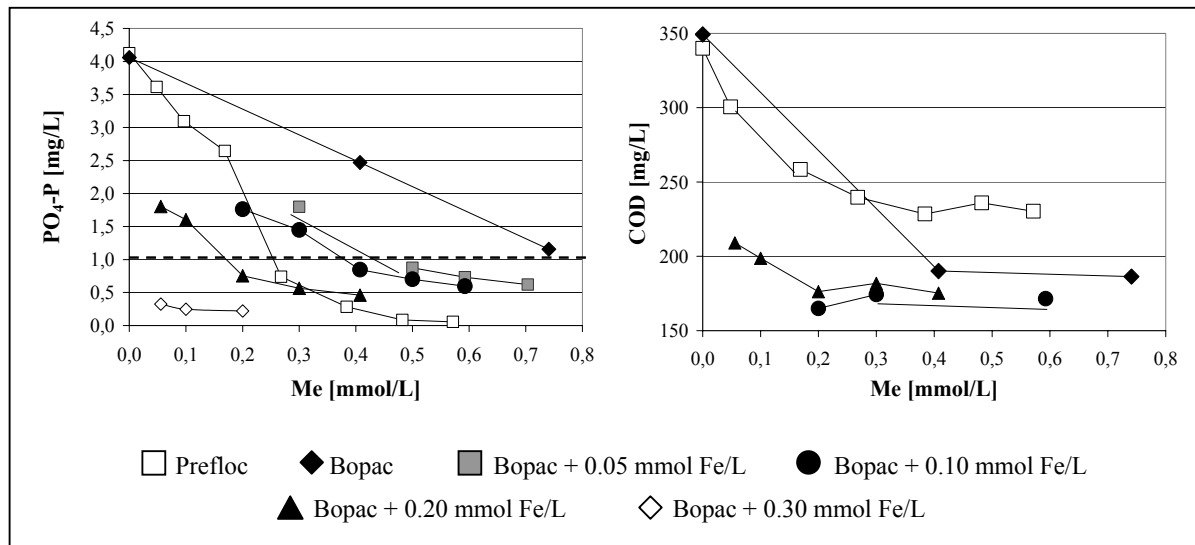 PO4-P [mg/L]
4,5
4,0
3,5
3,0
2,5
2,0
1,5
1,0
0,5
0,0
0,0 0,1 0,2 0,3 0,4 0,5 0,6 0,7 0,8
Me [mmol/L]
COD [mg/L]
350
300
250
200
150
0,0 0,1 0,2 0,3 0,4 0,5 0,6 0,7 0,8
Me [mmol/L]
Prefloc Bopac Bopac + 0.05 mmol Fe/L Bopac + 0.10 mmol Fe/L
Bopac + 0.20 mmol Fe/L Bopac + 0.30 mmol Fe/L